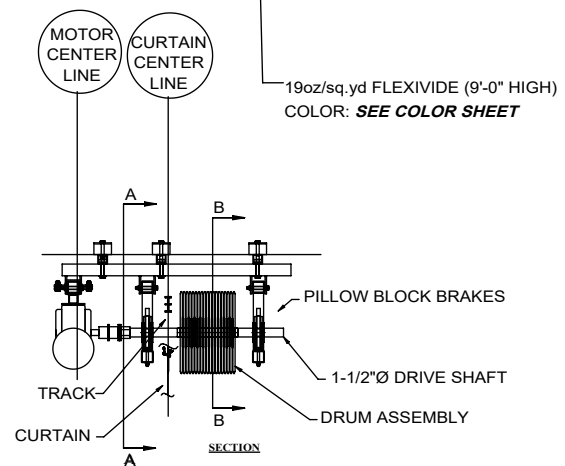 MOTOR
CENTER
LINE
CURTAIN
CENTER
LINE
19oz/sq.yd FLEXIVIDE (9'-0" HIGH)
COLOR: SEE COLOR SHEET
A
B
PILLOW BLOCK BRAKES
1-1/2"Ø DRIVE SHAFT
TRACK
DRUM ASSEMBLY
B
CURTAIN
SECTION
A